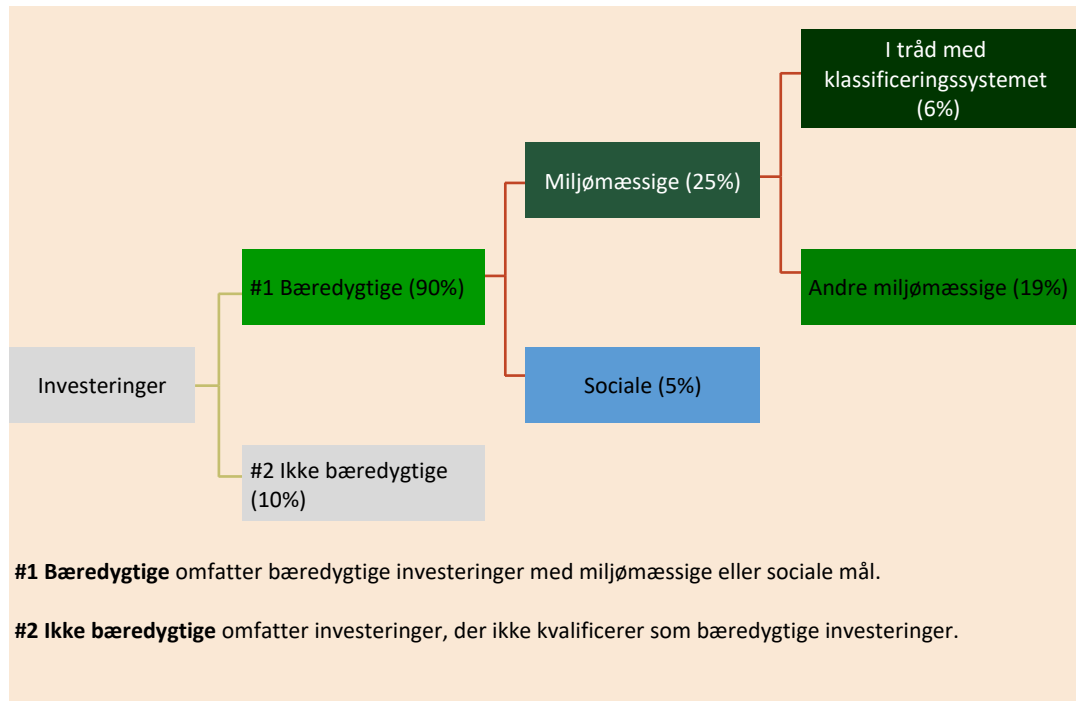 I tråd med
klassificeringssystemet
(6%)
Miljømæssige (25%)
#1 Bæredygtige (90%)
Andre miljømæssige (19%)
Investeringer
Sociale (5%)
#2 Ikke bæredygtige
(10%)
#1 Bæredygtige omfatter bæredygtige investeringer med miljømæssige eller sociale mål.
#2 Ikke bæredygtige omfatter investeringer, der ikke kvalificerer som bæredygtige investeringer.